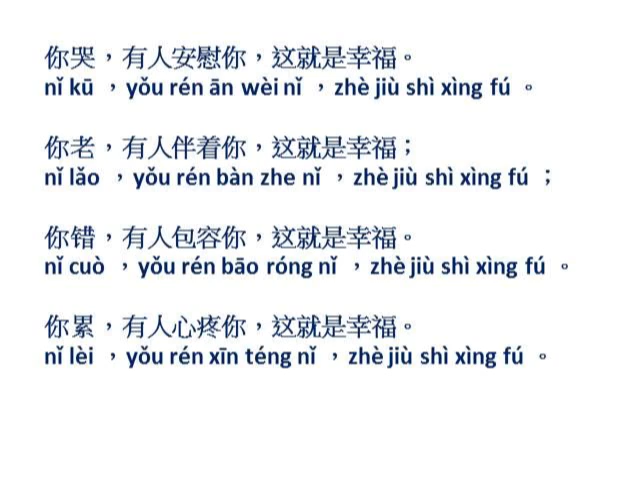 你哭，有人安慰你，这就是幸福。
nǐ kū ，yǒu rén ān wèi nǐ ，zhè jiù shì xìng fú 。
你老，有人伴着你，这就是幸福；
nǐ lǎo ，yǒu rén bàn zhe nǐ ，zhè jiù shì xìng fú ；
你错，有人包容你，这就是幸福。
nǐ cuò ，yǒu rén bāo róng nǐ ，zhè jiù shì xìng fú 。
你累，有人心疼你，这就是幸福。
nǐ lèi ，yǒu rén xīn téng nǐ ，zhè jiù shì xìng fú 。